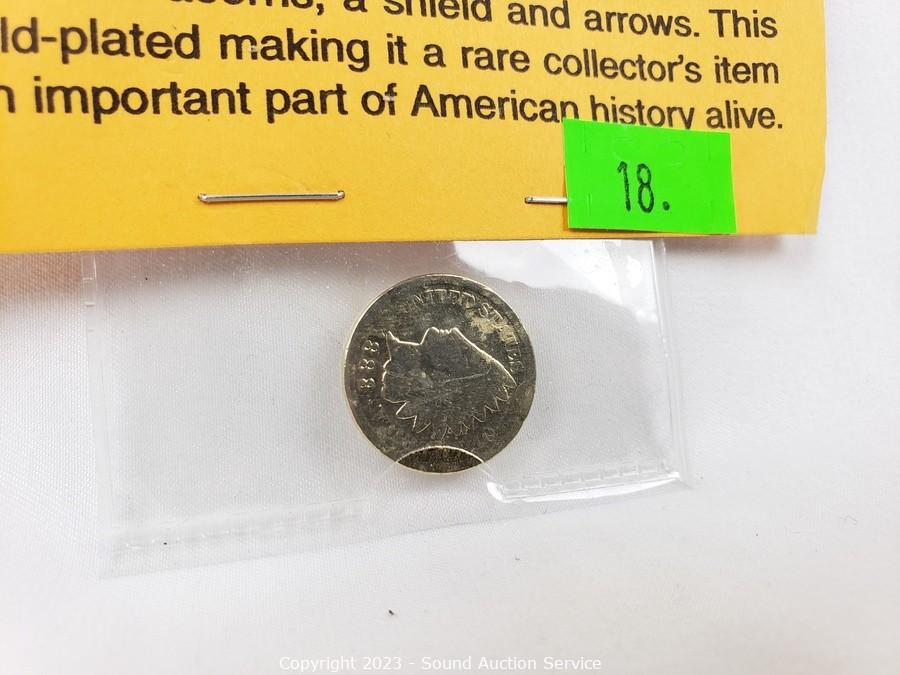 a shield and arrows. This
ld-plated making it a rare collector's item
n important part of American history alive.
18.
UNITED STATES
1888
Copyright 2023 - Sound Auction Service